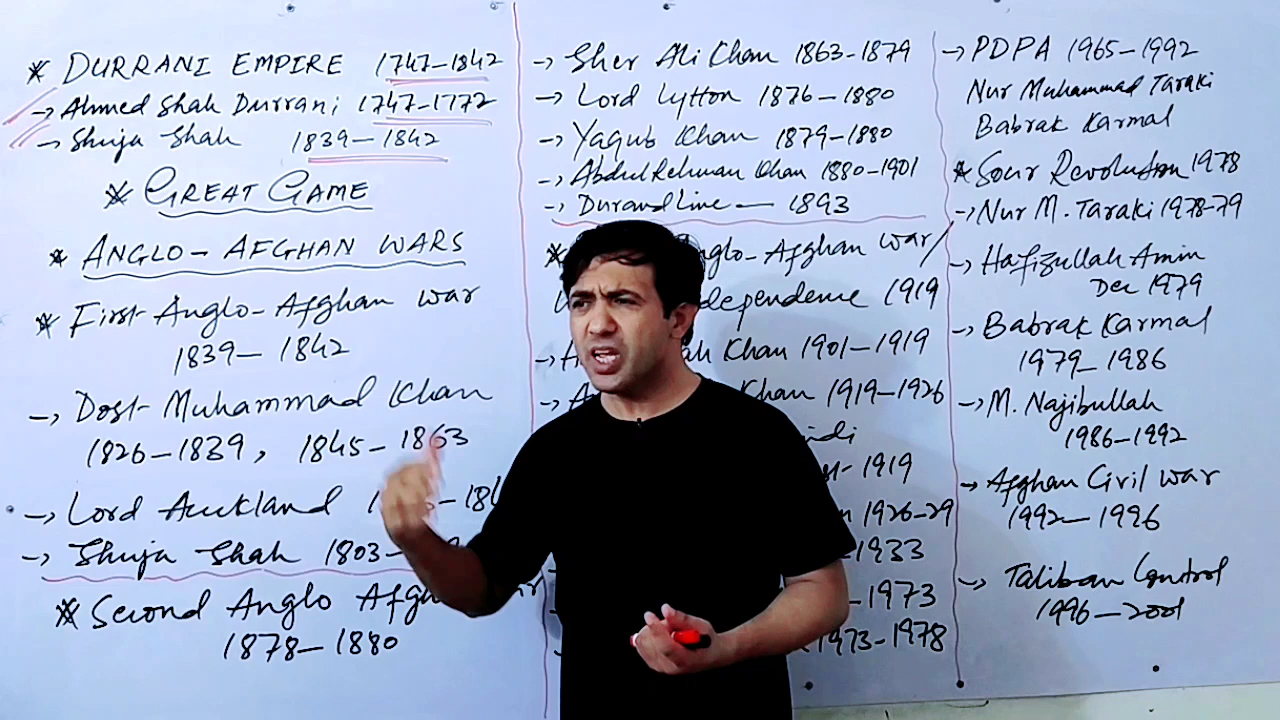 * DURRANI EMPIRE 1747-1842
→ Ahmed Shah Durrani 1747-1772
→ Shuja Shah 1839-1842
* GREAT GAME
* ANGLO-AFGHAN WARS
* First Anglo-Afghan war
1839-1842
→ Dost Muhammad Khan
1826-1839, 1845-1863
→ Lord Auckland
→ Shuja Shah 1803-
* Second Anglo
1878-1880
→ Sher Ali Khan 1863-1879
→ Lord Lytton 1876-1880
→ Yaqub Khan 1879-1880
→ Abdul Rehman Khan 1880-1901
→ Durand Line - 1893
* nglo-Afghan war
dependence 1919
Khan 1901-1919
Khan 1919-1926
ndi
1919
1926-29
1933
-1973
1973-1978
→ PDPA 1965-1992
Nur Muhammad Taraki
Babrak Karmal
* Sour Revolution 1978
→ Nur M. Taraki 1978-79
→ Hafizullah Amin
Dec 1979
→ Babrak Karmal
1979-1986
→ M. Najibullah
1986-1992
→ Afghan Civil war
1992-1996
→ Taliban Control
1996-2001